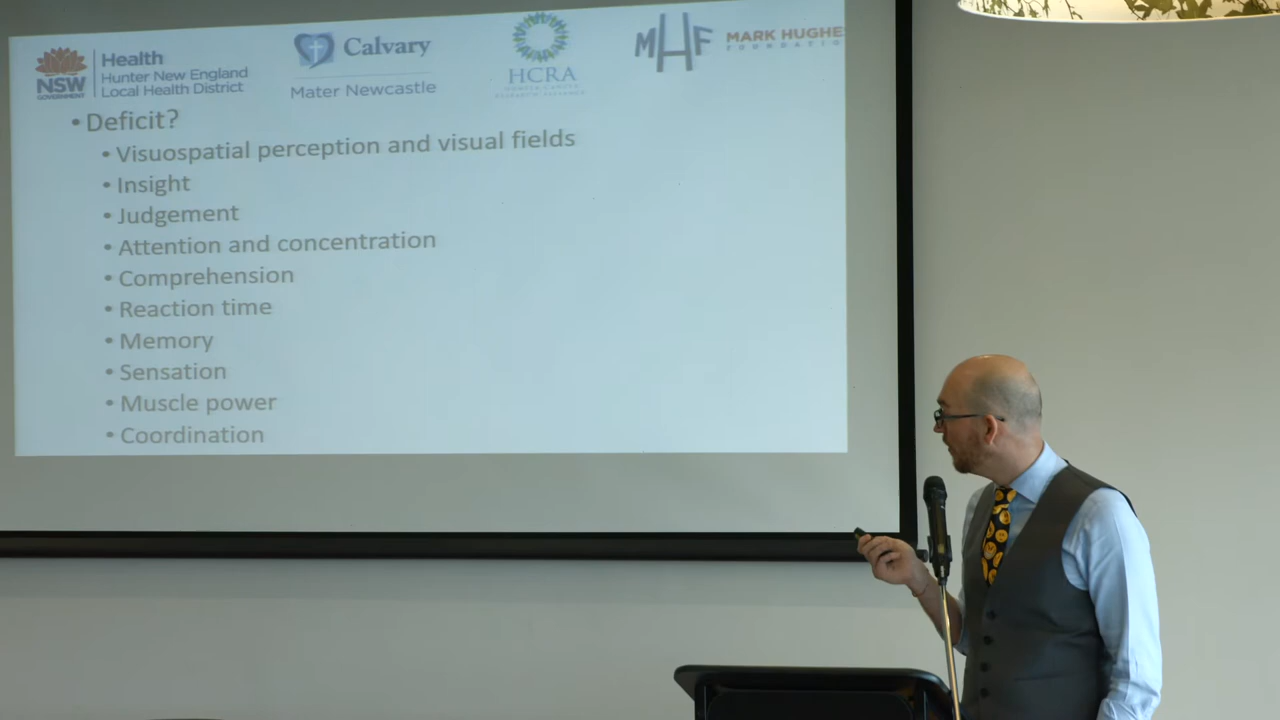 NSW
GOVERNMENT
Health
Hunter New England
Local Health District
Calvary
Mater Newcastle
HCRA
MHF
MARK HUGHE
• Deficit?
• Visuospatial perception and visual fields
• Insight
• Judgement
• Attention and concentration
• Comprehension
• Reaction time
• Memory
• Sensation
• Muscle power
• Coordination